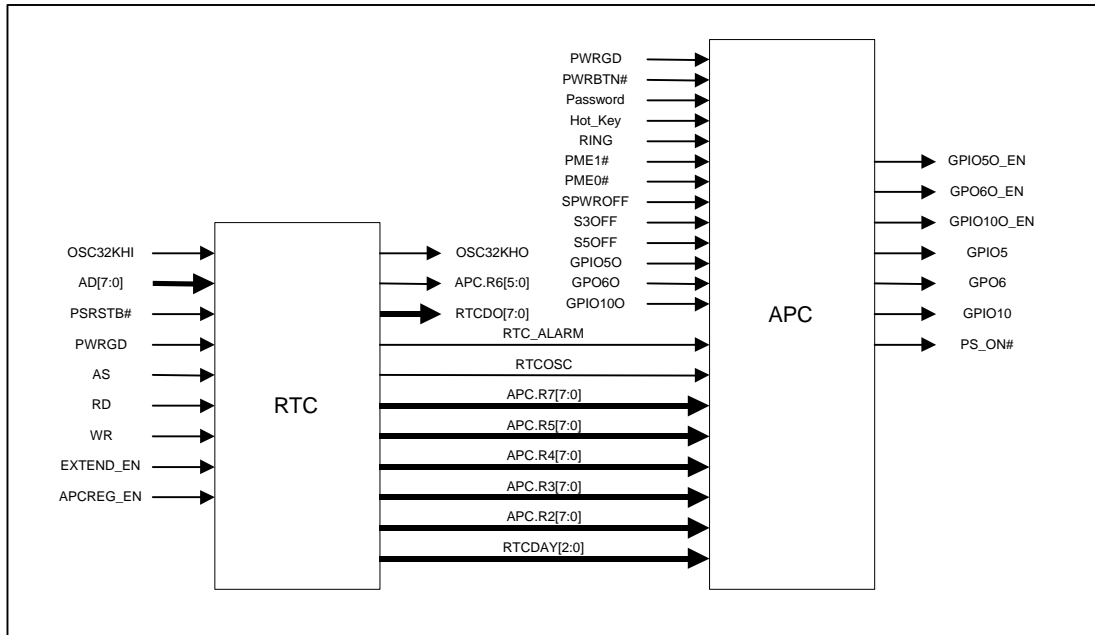 PWRGD
PWRBTN#
Password
Hot_Key
RING
PME1#
PME0#
SPWROFF
S3OFF
S5OFF
GPIO5O
GPO6O
GPIO10O
APC
GPIO5O_EN
GPO6O_EN
GPIO10O_EN
GPIO5
GPO6
GPIO10
PS_ON#
OSC32KHI
AD[7:0]
PSRSTB#
PWRGD
AS
RD
WR
EXTEND_EN
APCREG_EN
RTC
OSC32KHO
APC.R6[5:0]
RTCDO[7:0]
RTC_ALARM
RTCOSC
APC.R7[7:0]
APC.R5[7:0]
APC.R4[7:0]
APC.R3[7:0]
APC.R2[7:0]
RTCDAY[2:0]